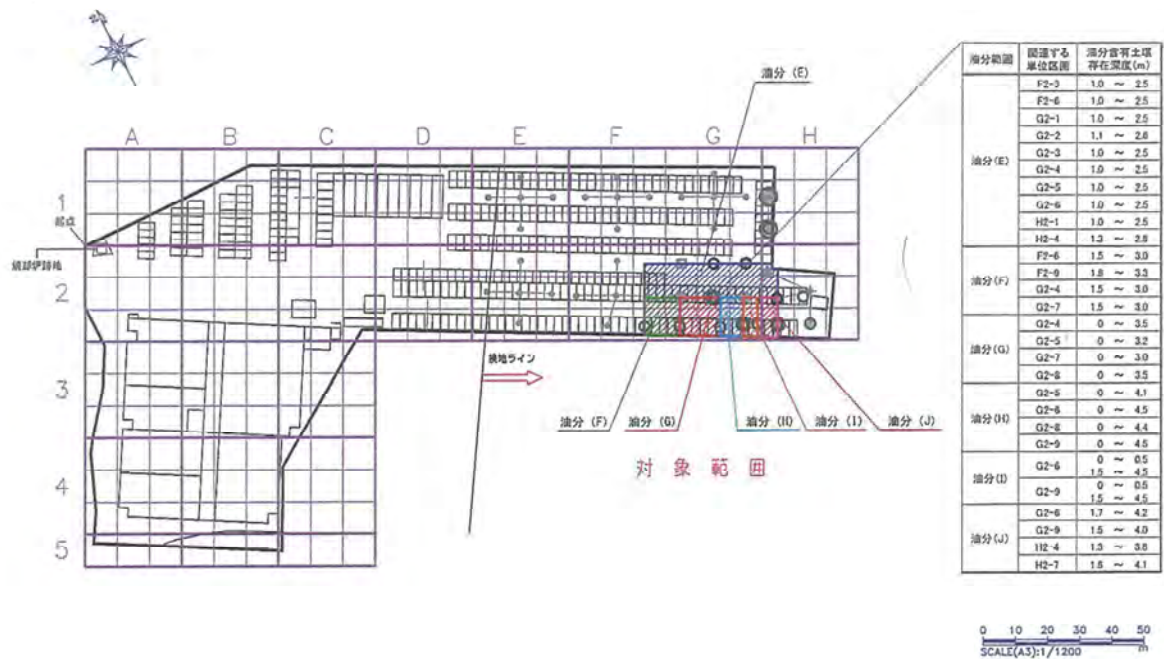 油分 (E)
A B C D E F G H
1
起点
焼却炉跡地
2
境地ライン
3
油分 (F) 油分 (G) 油分 (H) 油分 (I) 油分 (J)
対象範囲
4
5
油分範囲 関連する単位区画 油分含有土壌存在深度(m)
油分(E)
F2-3 1.0 ~ 2.5
F2-6 1.0 ~ 2.5
G2-1 1.0 ~ 2.5
G2-2 1.1 ~ 2.6
G2-3 1.0 ~ 2.5
G2-4 1.0 ~ 2.5
G2-5 1.0 ~ 2.5
G2-6 1.0 ~ 2.5
H2-1 1.0 ~ 2.5
H2-4 1.3 ~ 2.8
油分(F)
F2-6 1.5 ~ 3.0
F2-9 1.8 ~ 3.3
G2-4 1.5 ~ 3.0
G2-7 1.5 ~ 3.0
油分(G)
G2-4 0 ~ 3.5
G2-5 0 ~ 3.2
G2-7 0 ~ 3.0
G2-8 0 ~ 3.5
油分(H)
G2-5 0 ~ 4.1
G2-6 0 ~ 4.5
G2-8 0 ~ 4.4
G2-9 0 ~ 4.5
油分(I)
G2-6 0 ~ 0.5
1.5 ~ 4.5
G2-9 0 ~ 0.5
1.5 ~ 4.5
油分(J)
G2-6 1.7 ~ 4.2
G2-9 1.5 ~ 4.0
H2-4 1.3 ~ 3.8
H2-7 1.6 ~ 4.1
0 10 20 30 40 50
m
SCALE(A3):1/1200